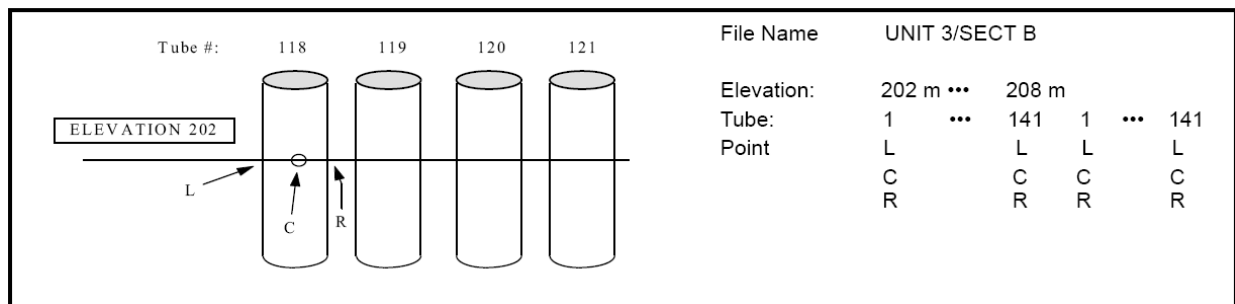 Tube #: 118 119 120 121
ELEVATION 202
L
C
R
File Name UNIT 3/SECT B
Elevation: 202 m ••• 208 m
Tube: 1 ••• 141 1 ••• 141
Point L L L L
C C C C
R R R R